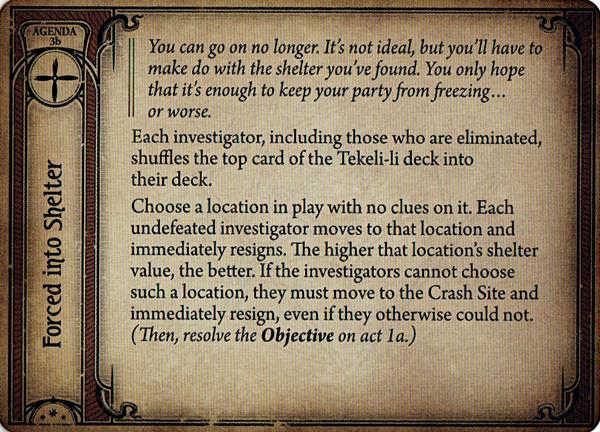 AGENDA
3b
Forced into Shelter
You can go on no longer. It's not ideal, but you'll have to
make do with the shelter you've found. You only hope
that it's enough to keep your party from freezing…
or worse.
Each investigator, including those who are eliminated,
shuffles the top card of the Tekeli-li deck into
their deck.
Choose a location in play with no clues on it. Each
undefeated investigator moves to that location and
immediately resigns. The higher that location's shelter
value, the better. If the investigators cannot choose
such a location, they must move to the Crash Site and
immediately resign, even if they otherwise could not.
(Then, resolve the Objective on act 1a.)